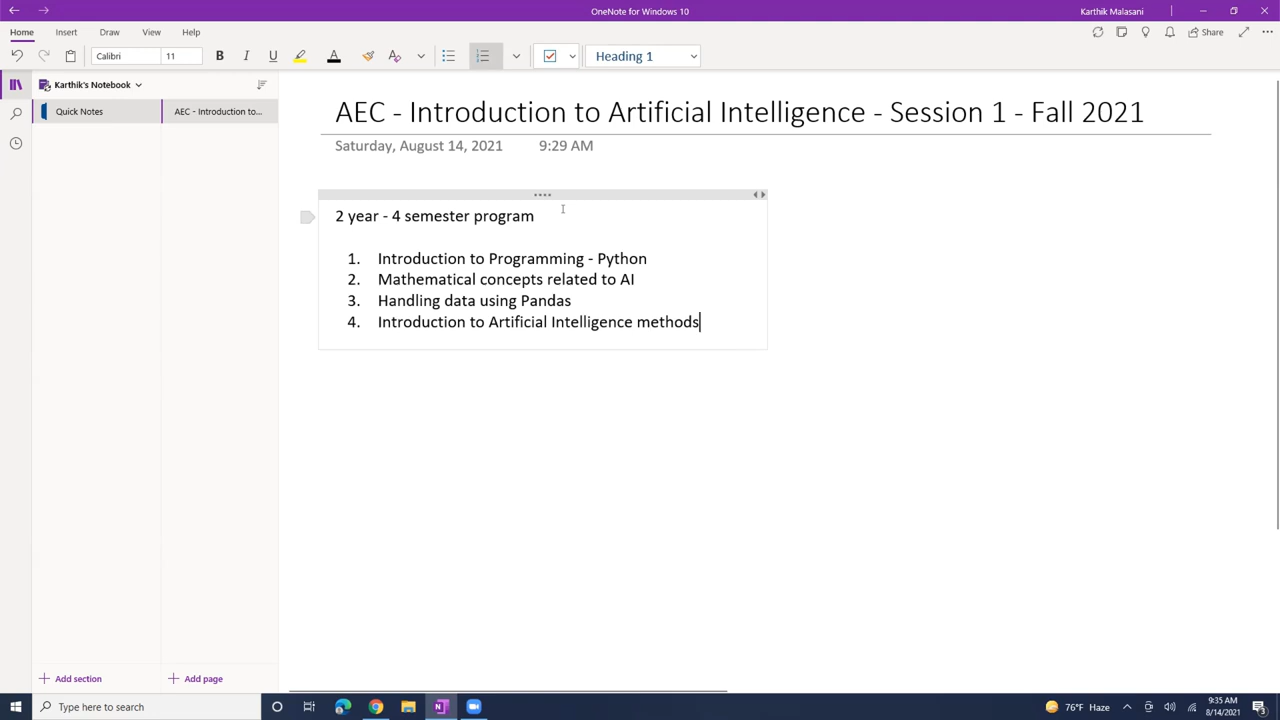 OneNote for Windows 10
Karthik Malasani
Home
Insert
Draw
View
Help
Share
Calibri
11
B
I
U
A
Heading 1
Karthik's Notebook
Quick Notes
AEC - Introduction to...
AEC - Introduction to Artificial Intelligence - Session 1 - Fall 2021
Saturday, August 14, 2021 9:29 AM
2 year - 4 semester program
1. Introduction to Programming - Python
2. Mathematical concepts related to AI
3. Handling data using Pandas
4. Introduction to Artificial Intelligence methods
Add section
Add page
Type here to search
76°F Haze
9:35 AM
8/14/2021
3